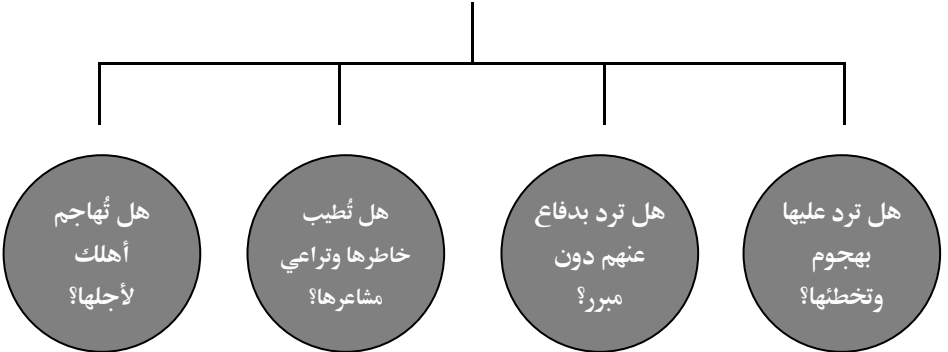 هل ترد عليها
بهجوم
وتخطئها؟
هل ترد بدفاع
عنهم دون
مبرر؟
هل تُطيب
خاطرها وتراعي
مشاعرها؟
هل تُهاجم
أهلك
لأجلها؟